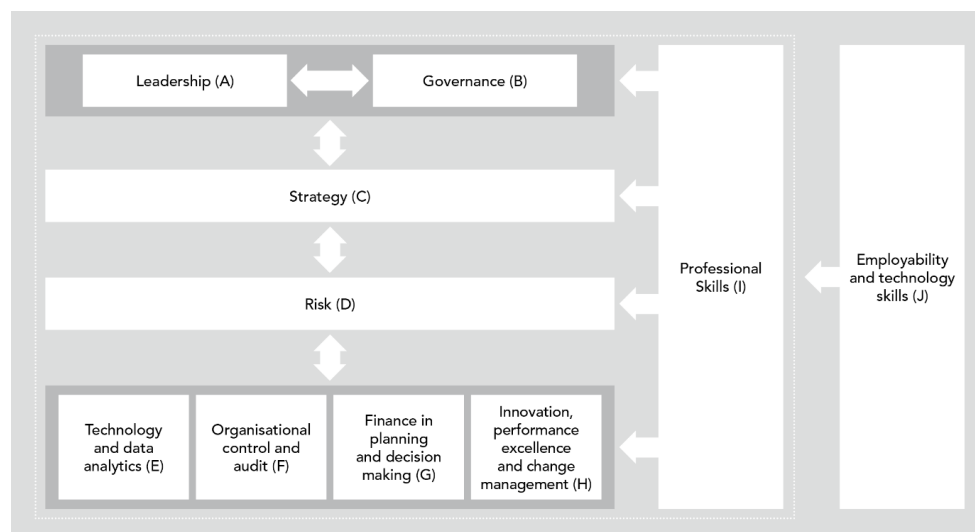 Leadership (A)
Governance (B)
Strategy (C)
Risk (D)
Technology
and data
analytics (E)
Organisational
control and
audit (F)
Finance in
planning
and decision
making (G)
Innovation,
performance
excellence
and change
management (H)
Professional
Skills (I)
Employability
and technology
skills (J)